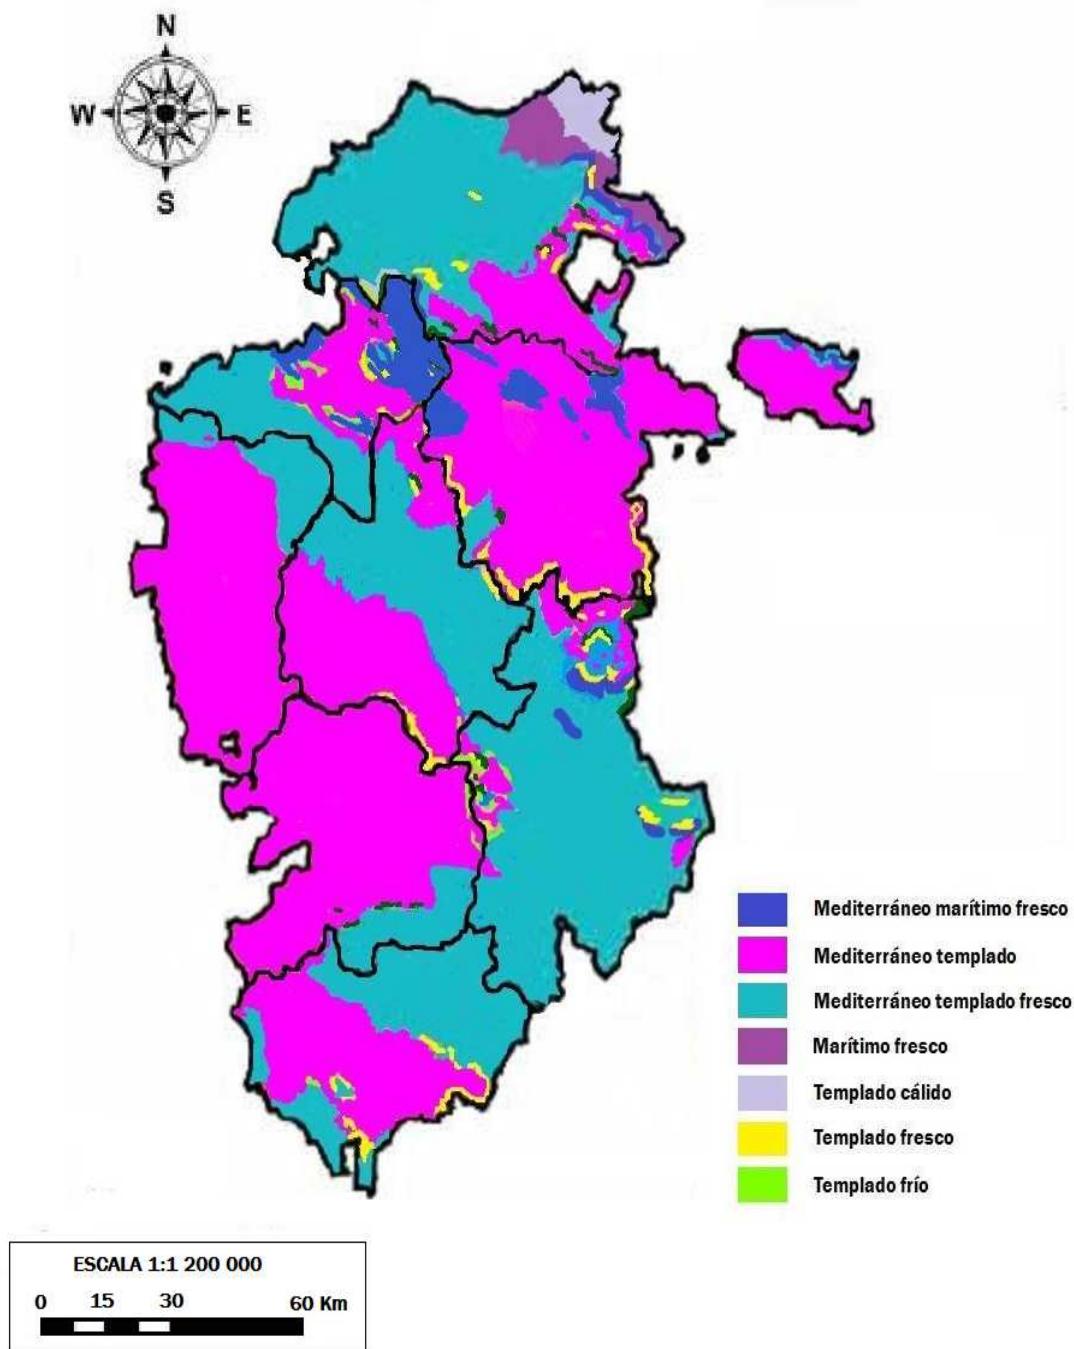 N
W
E
S
Mediterráneo marítimo fresco
Mediterráneo templado
Mediterráneo templado fresco
Marítimo fresco
Templado cálido
Templado fresco
Templado frío
ESCALA 1:1 200 000
0 15 30 60 Km